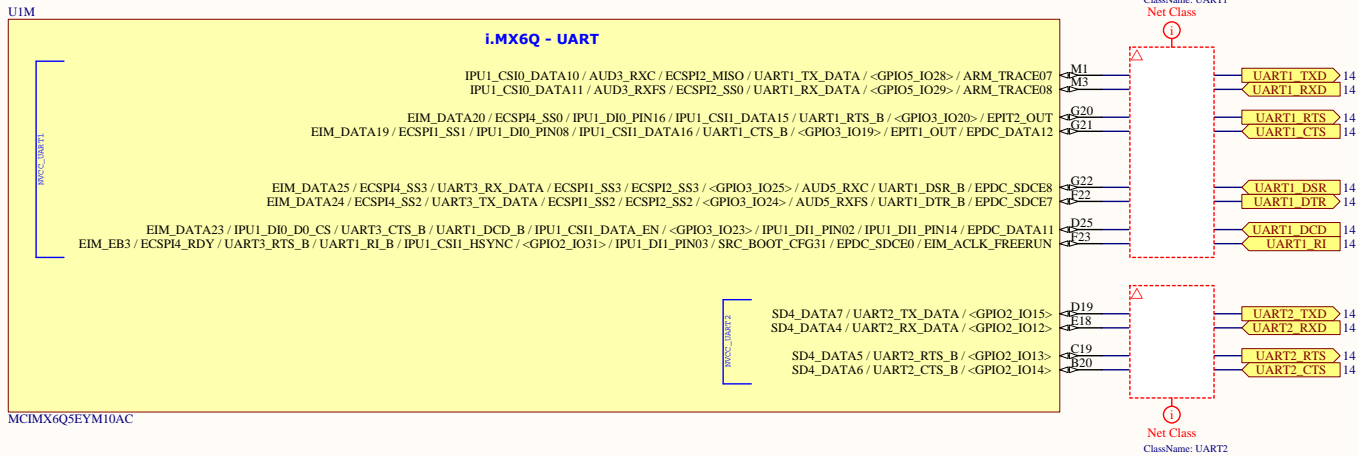 ClassName: UART1
U1M
Net Class
i
i.MX6Q - UART
NVCC_UART1
IPU1_CSI0_DATA10 / AUD3_RXC / ECSPI2_MISO / UART1_TX_DATA / <GPIO5_IO28> / ARM_TRACE07 M1 UART1_TXD 14
IPU1_CSI0_DATA11 / AUD3_RXFS / ECSPI2_SS0 / UART1_RX_DATA / <GPIO5_IO29> / ARM_TRACE08 M3 UART1_RXD 14
EIM_DATA20 / ECSPI4_SS0 / IPU1_DI0_PIN16 / IPU1_CSI1_DATA15 / UART1_RTS_B / <GPIO3_IO20> / EPIT2_OUT G20 UART1_RTS 14
EIM_DATA19 / ECSPI1_SS1 / IPU1_DI0_PIN08 / IPU1_CSI1_DATA16 / UART1_CTS_B / <GPIO3_IO19> / EPIT1_OUT / EPDC_DATA12 G21 UART1_CTS 14
EIM_DATA25 / ECSPI4_SS3 / UART3_RX_DATA / ECSPI1_SS3 / ECSPI2_SS3 / <GPIO3_IO25> / AUD5_RXC / UART1_DSR_B / EPDC_SDCE8 G22 UART1_DSR 14
EIM_DATA24 / ECSPI4_SS2 / UART3_TX_DATA / ECSPI1_SS2 / ECSPI2_SS2 / <GPIO3_IO24> / AUD5_RXFS / UART1_DTR_B / EPDC_SDCE7 F22 UART1_DTR 14
EIM_DATA23 / IPU1_DI0_D0_CS / UART3_CTS_B / UART1_DCD_B / IPU1_CSI1_DATA_EN / <GPIO3_IO23> / IPU1_DI1_PIN02 / IPU1_DI1_PIN14 / EPDC_DATA11 D25 UART1_DCD 14
EIM_EB3 / ECSPI4_RDY / UART3_RTS_B / UART1_RI_B / IPU1_CSI1_HSYNC / <GPIO2_IO31> / IPU1_DI1_PIN03 / SRC_BOOT_CFG31 / EPDC_SDCE0 / EIM_ACLK_FREERUN F23 UART1_RI 14
NVCC_UART2
SD4_DATA7 / UART2_TX_DATA / <GPIO2_IO15> D19 UART2_TXD 14
SD4_DATA4 / UART2_RX_DATA / <GPIO2_IO12> E18 UART2_RXD 14
SD4_DATA5 / UART2_RTS_B / <GPIO2_IO13> C19 UART2_RTS 14
SD4_DATA6 / UART2_CTS_B / <GPIO2_IO14> B20 UART2_CTS 14
MCIMX6Q5EYM10AC
i
Net Class
ClassName: UART2